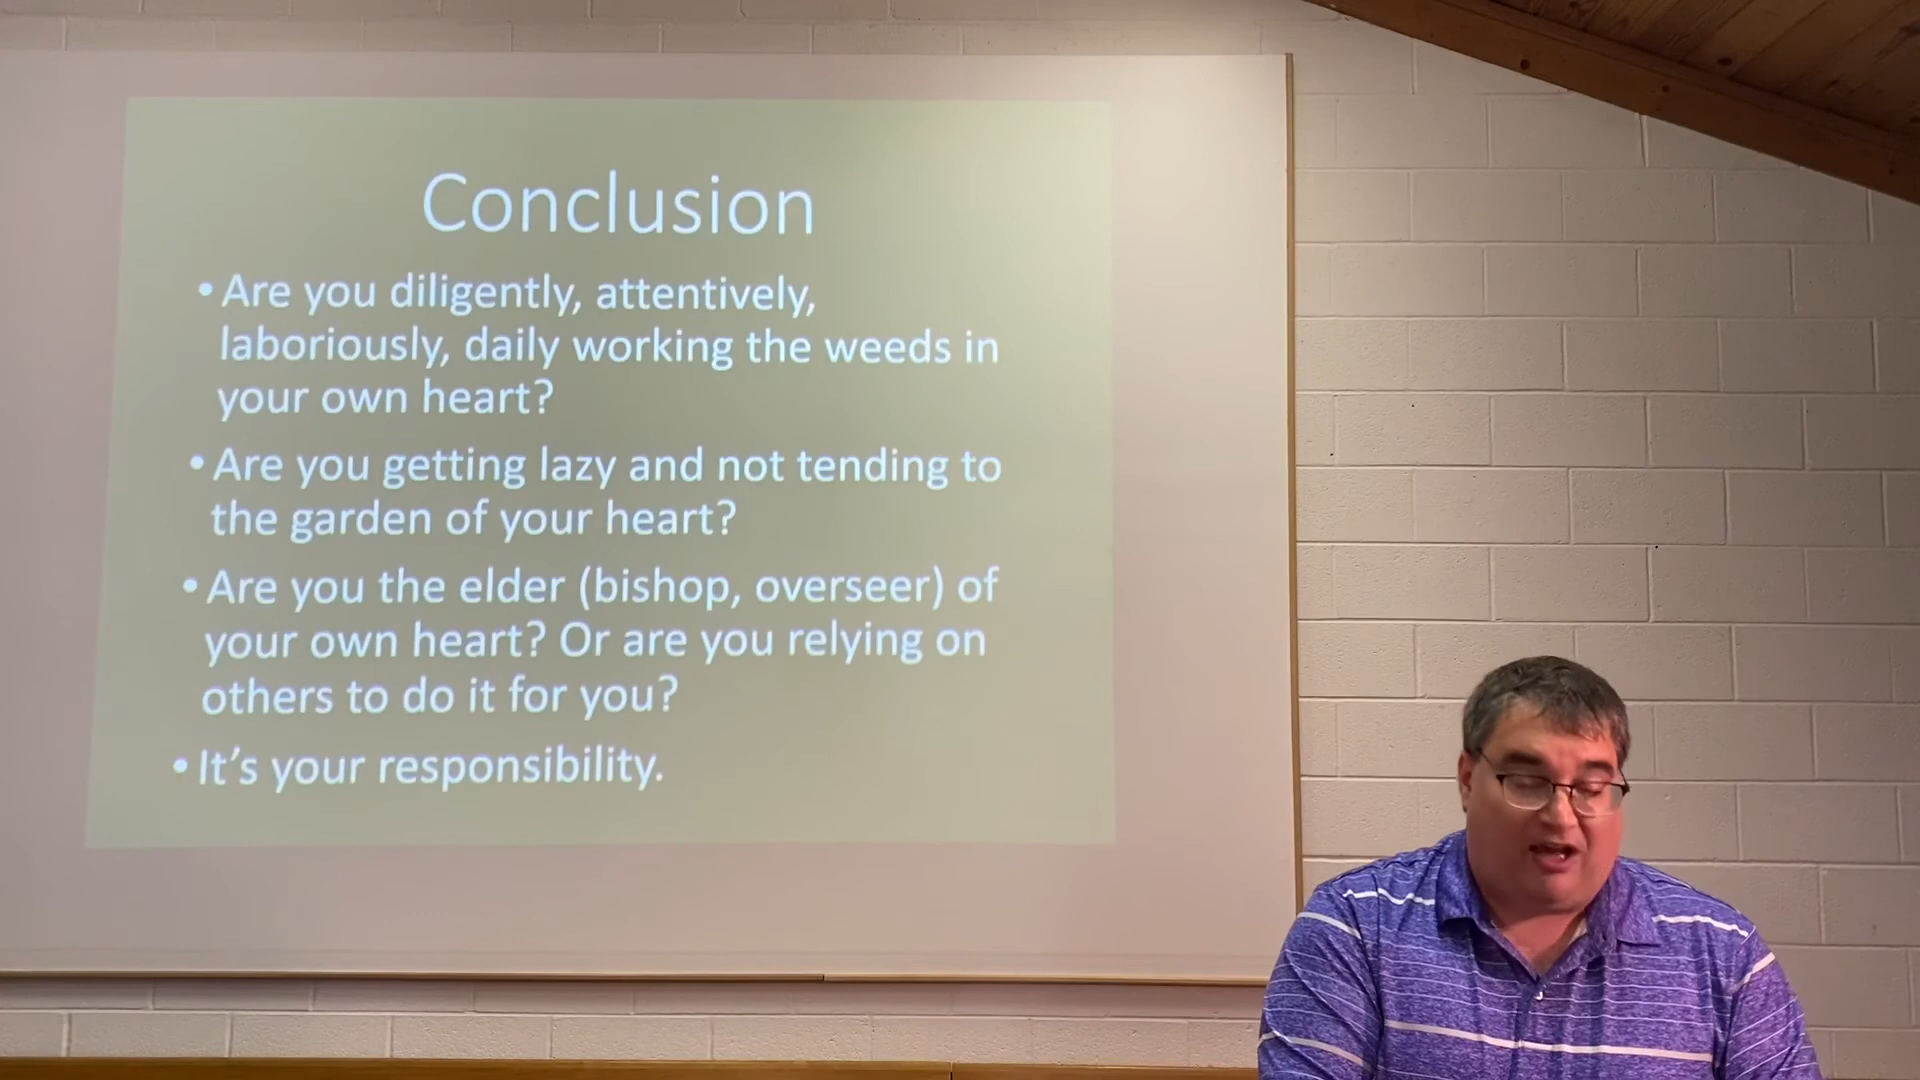 Conclusion
• Are you diligently, attentively,
laboriously, daily working the weeds in
your own heart?
• Are you getting lazy and not tending to
the garden of your heart?
• Are you the elder (bishop, overseer) of
your own heart? Or are you relying on
others to do it for you?
• It’s your responsibility.